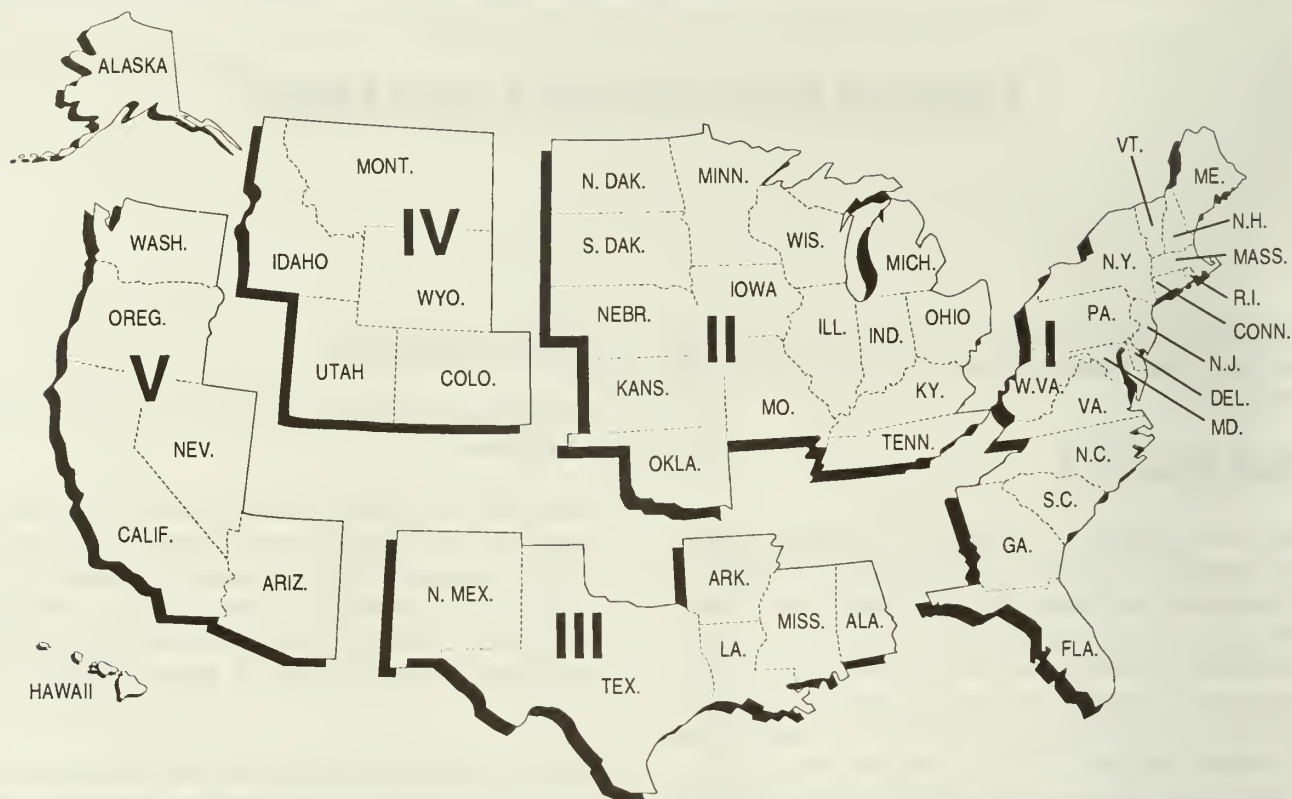 ALASKA
MONT.
IV
IDAHO
WYO.
UTAH
COLO.
WASH.
OREG.
V
NEV.
CALIF.
ARIZ.
HAWAII
N. DAK.
MINN.
S. DAK.
WIS.
MICH.
NEBR.
IOWA
II
ILL.
IND.
OHIO
KANS.
MO.
KY.
OKLA.
TENN.
N. MEX.
III
TEX.
ARK.
LA.
MISS.
ALA.
VT.
ME.
N.H.
MASS.
N.Y.
R.I.
CONN.
PA.
I
N.J.
DEL.
MD.
W.VA.
VA.
N.C.
S.C.
GA.
FLA.